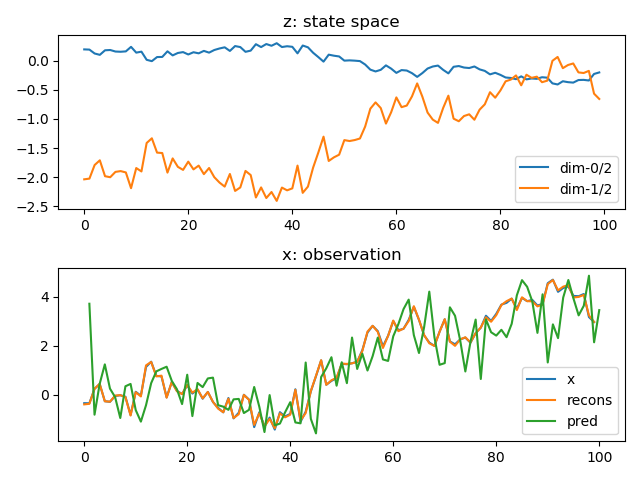 z: state space
0.0
−0.5
−1.0
−1.5
−2.0
−2.5
dim-0/2
dim-1/2
0 20 40 60 80 100
x: observation
4
2
0
x
recons
pred
0 20 40 60 80 100